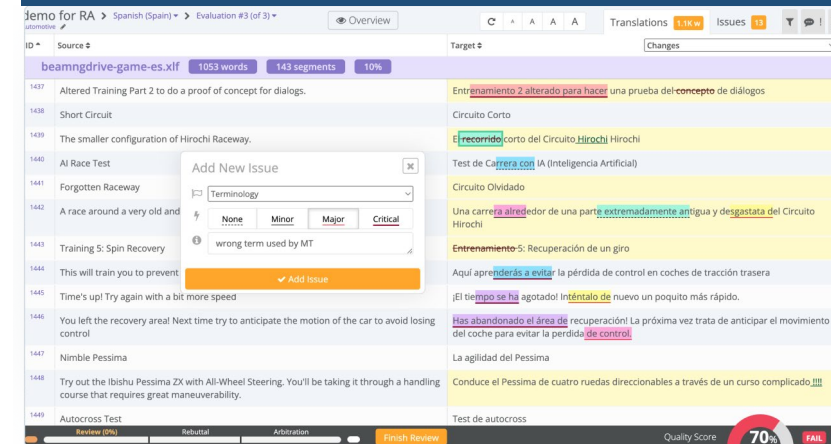 demo for RA > Spanish (Spain) > Evaluation #3 (of 3)
Overview
C A A A A
Translations 1.1K w Issues 13
automotive
ID Source Target Changes
beamngdrive-game-es.xlf 1053 words 143 segments 10%
1437 Altered Training Part 2 to do a proof of concept for dialogs. Entrenamiento 2 alterado para hacer una prueba del concepto de diálogos
1438 Short Circuit Circuito Corto
1439 The smaller configuration of Hirochi Raceway. El recorrido corto del Circuito Hirochi Hirochi
1440 AI Race Test Test de Carrera con IA (Inteligencia Artificial)
1441 Forgotten Raceway Circuito Olvidado
1442 A race around a very old and Una carrera alrededor de una parte extremadamente antigua y desgastata del Circuito
Hirochi
1443 Training 5: Spin Recovery Entrenamiento 5: Recuperación de un giro
1444 This will train you to prevent Aquí aprenderás a evitar la pérdida de control en coches de tracción trasera
1445 Time's up! Try again with a bit more speed ¡El tiempo se ha agotado! Inténtalo de nuevo un poquito más rápido.
1446 You left the recovery area! Next time try to anticipate the motion of the car to avoid losing Has abandonado el área de recuperación! La próxima vez trata de anticipar el movimiento
control del coche para evitar la perdida de control.
1447 Nimble Pessima La agilidad del Pessima
1448 Try out the Ibishu Pessima ZX with All-Wheel Steering. You'll be taking it through a handling Conduce el Pessima de cuatro ruedas direccionables a través de un curso complicado !!!!
course that requires great maneuverability.
1449 Autocross Test Test de autocross
Add New Issue
Terminology
None Minor Major Critical
wrong term used by MT
Add Issue
Review (0%) Rebuttal Arbitration
Finish Review
Quality Score 70% FAIL